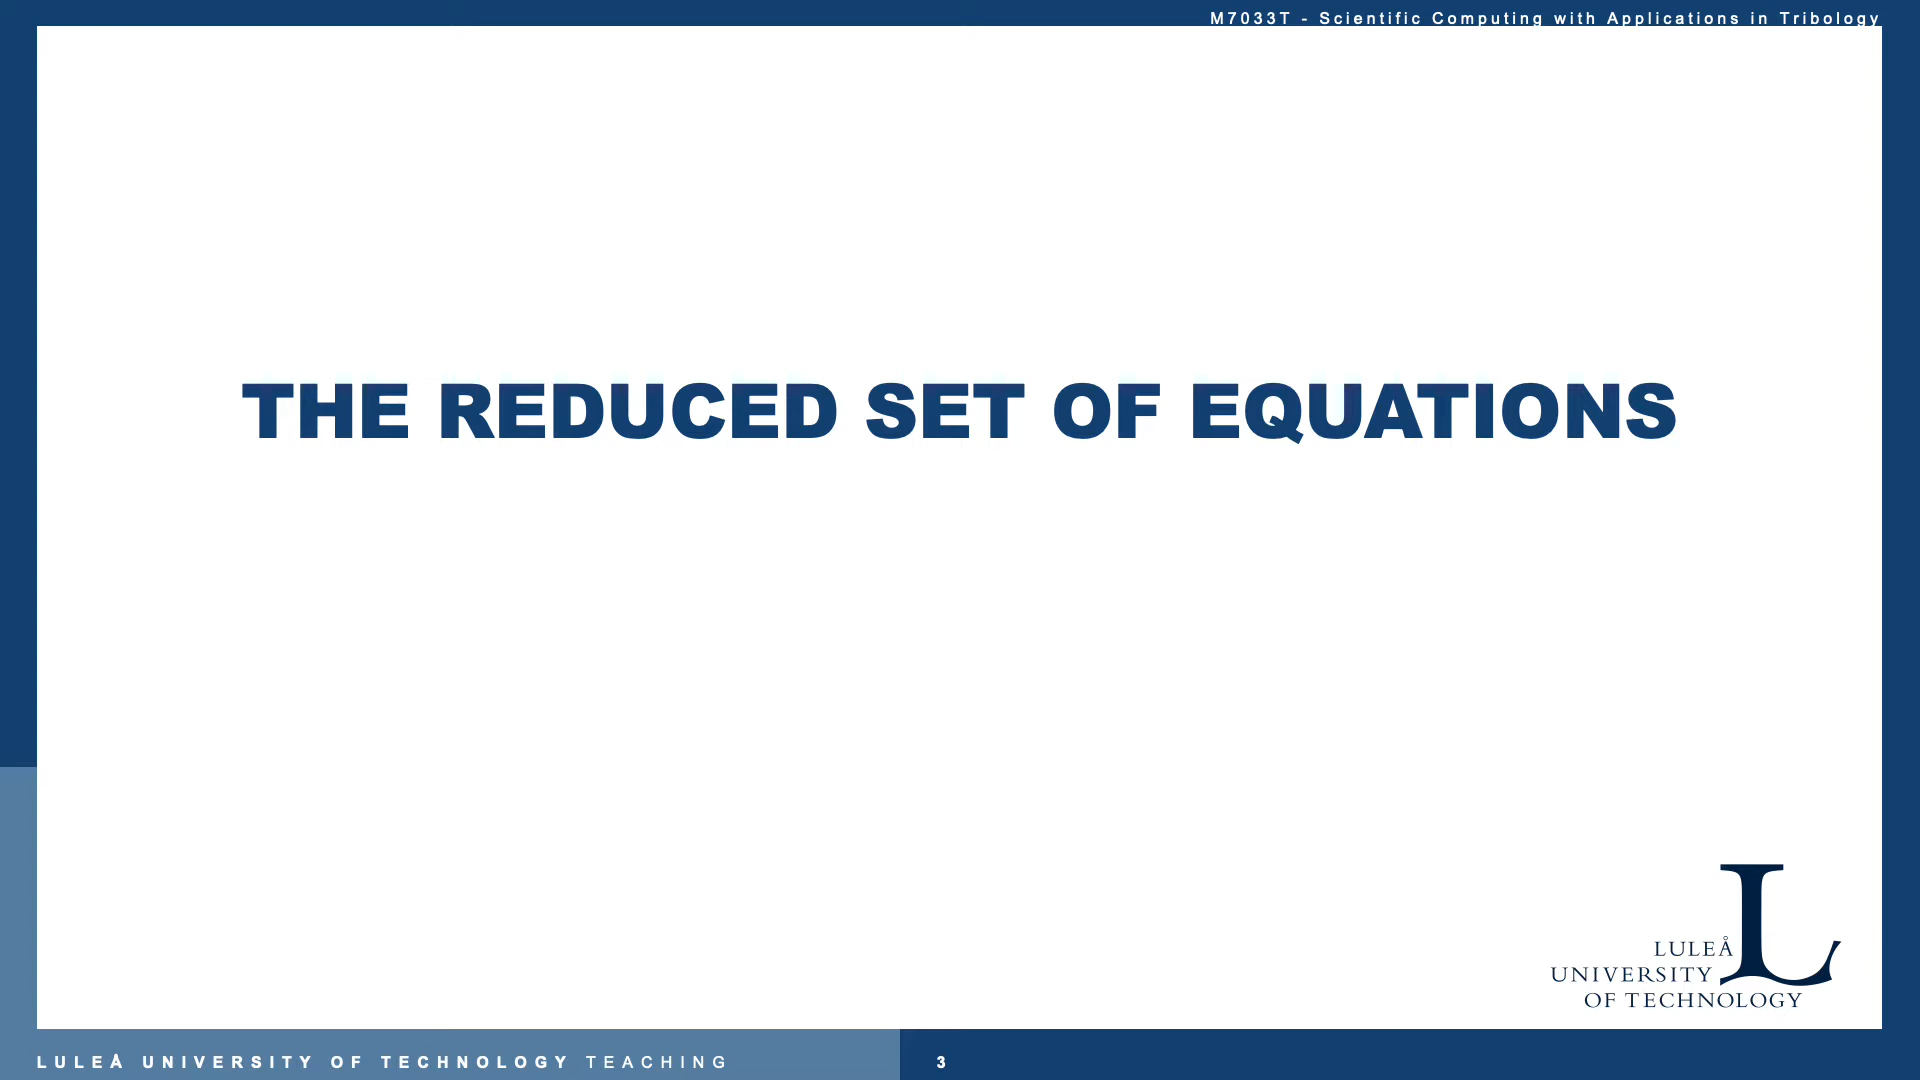 M7033T - Scientific Computing with Applications in Tribology
THE REDUCED SET OF EQUATIONS
LULEÅ
UNIVERSITY
OF TECHNOLOGY
LULEÅ UNIVERSITY OF TECHNOLOGY TEACHING
3